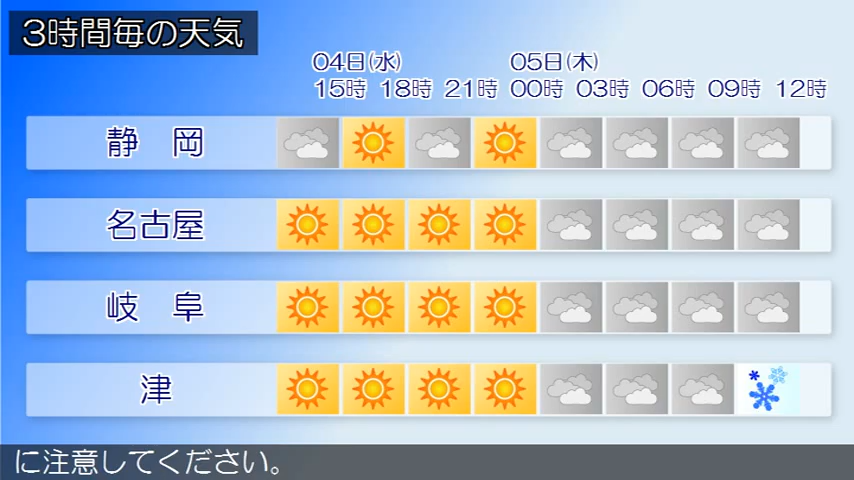 3時間毎の天気
04日(水) 05日(木)
15時 18時 21時 00時 03時 06時 09時 12時
静　岡
名古屋
岐　阜
津
に注意してください。